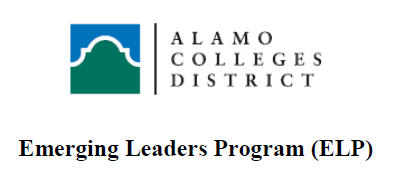 ALAMO
COLLEGES
DISTRICT
Emerging Leaders Program (ELP)